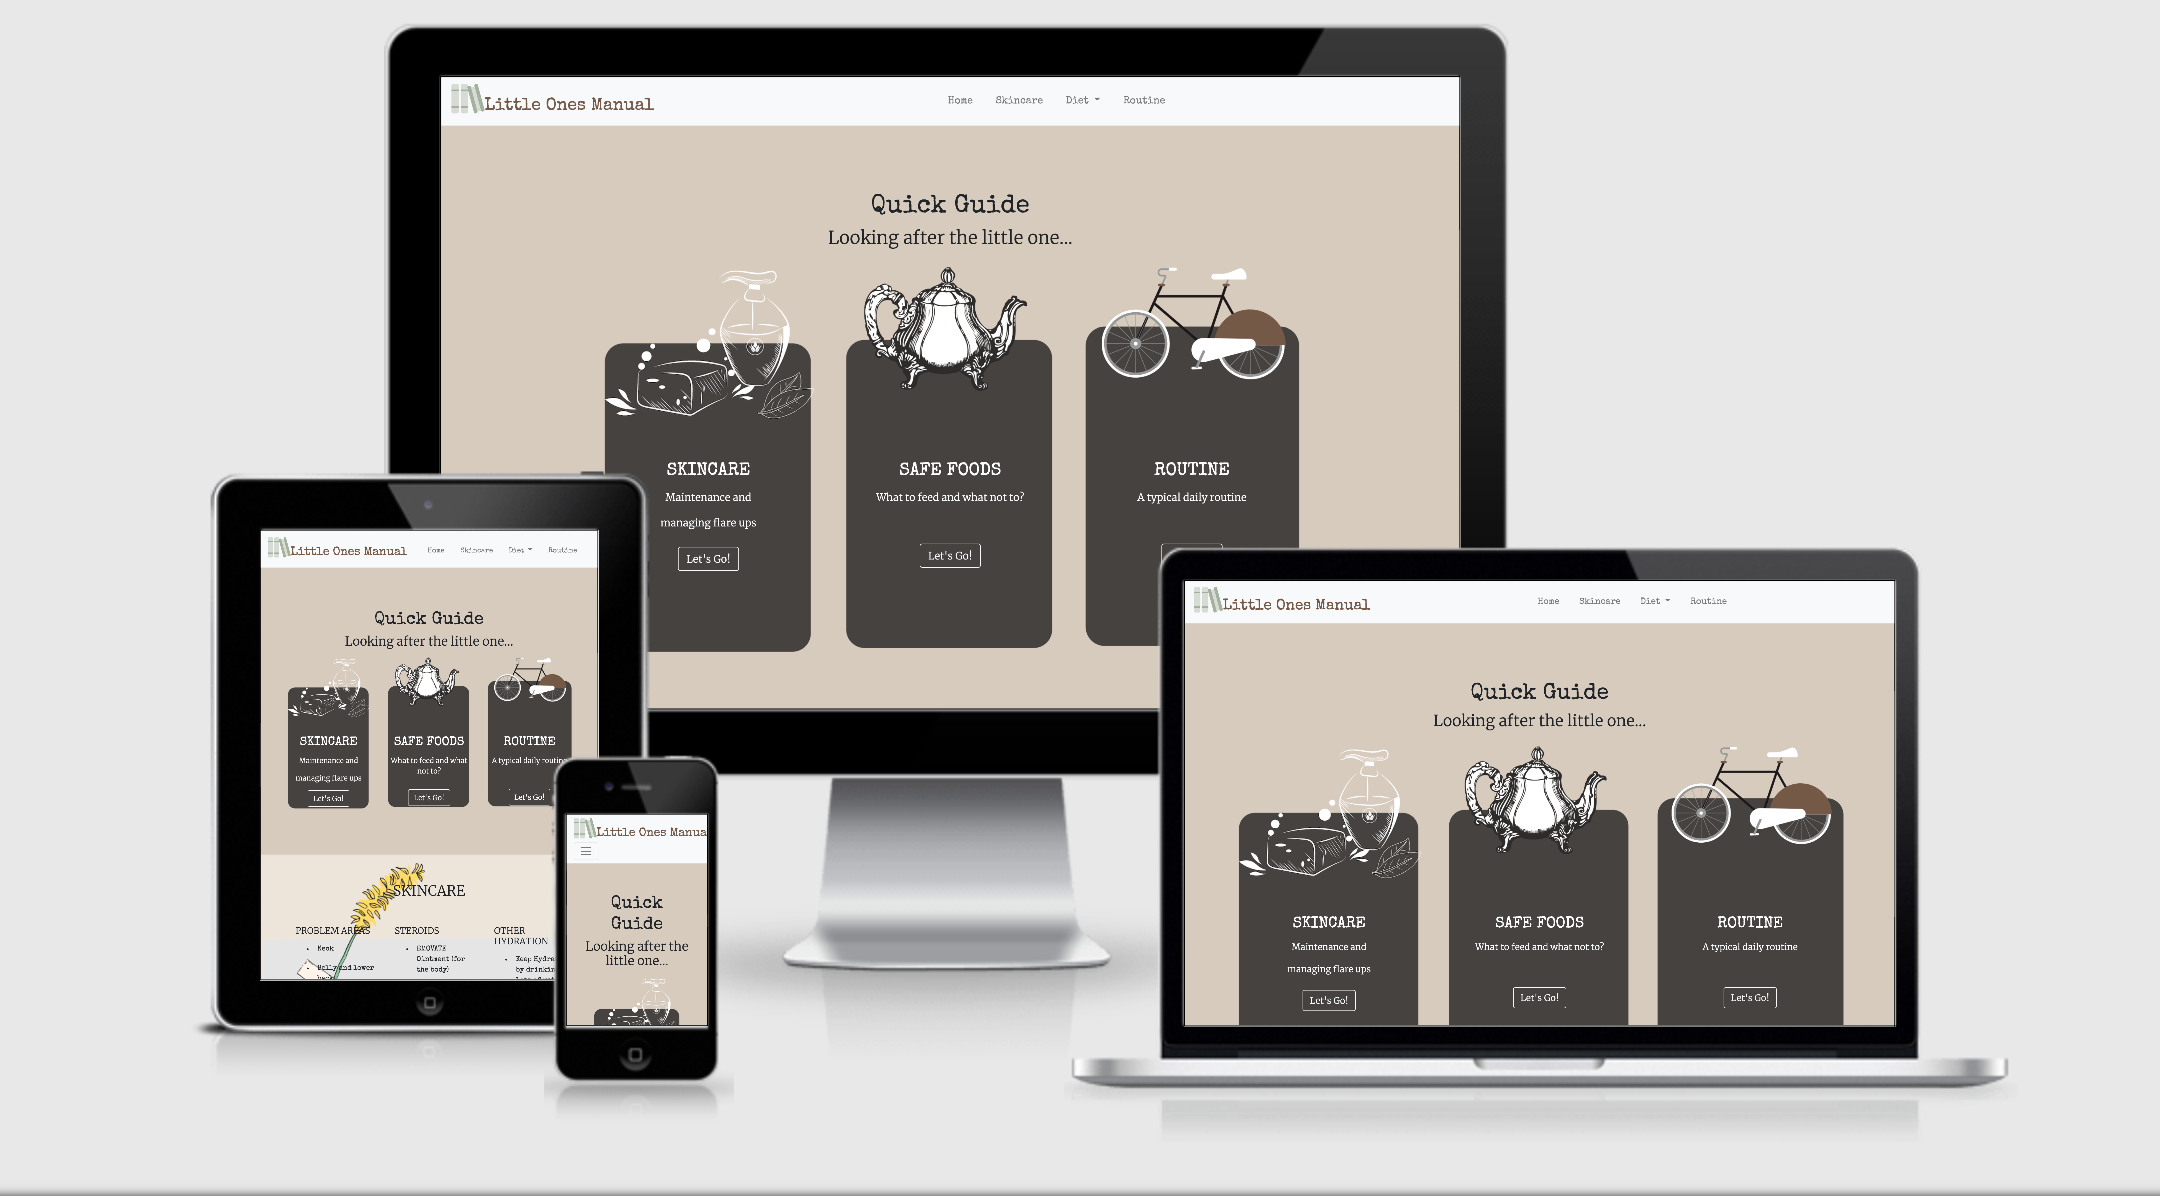 Little Ones Manual
Home Skincare Diet Routine
Quick Guide
Looking after the little one...
SKINCARE
Maintenance and
managing flare ups
Let's Go!
SAFE FOODS
What to feed and what not to?
Let's Go!
ROUTINE
A typical daily routine
Little Ones Manual
Home Skincare Diet Routine
Quick Guide
Looking after the little one...
SKINCARE
Maintenance and
managing flare ups
Let's Go!
SAFE FOODS
What to feed and what
not to?
Let's Go!
ROUTINE
A typical daily routine
Let's Go!
SKINCARE
PROBLEM AREAS
Neck
Belly and lower
STEROIDS
EMOVATE
Ointment (for
the body)
OTHER
HYDRATION
Keep Hydra
by drinkin
Little Ones Manua
Quick
Guide
Looking after the
little one...
Little Ones Manual
Home Skincare Diet Routine
Quick Guide
Looking after the little one...
SKINCARE
Maintenance and
managing flare ups
Let's Go!
SAFE FOODS
What to feed and what not to?
Let's Go!
ROUTINE
A typical daily routine
Let's Go!